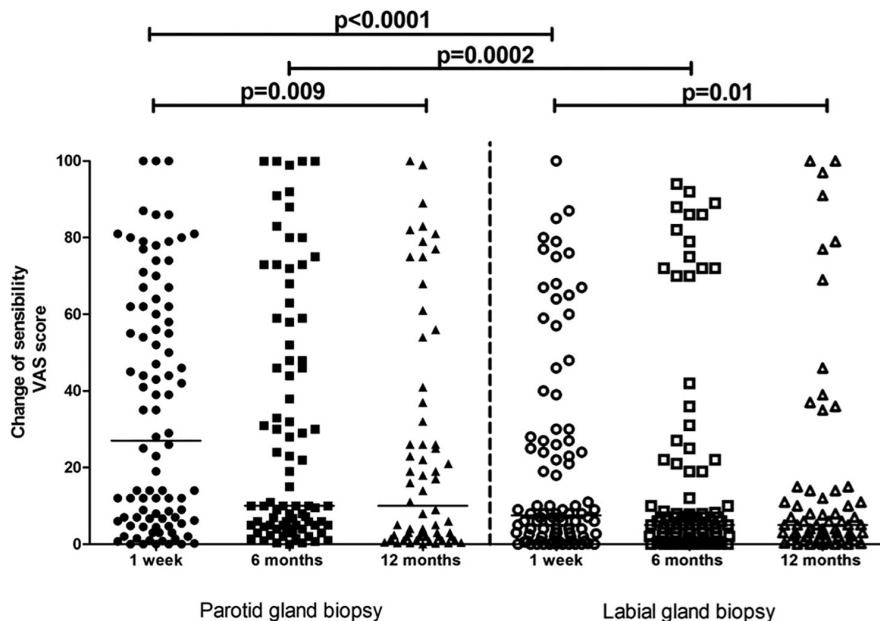 p<0.0001
p=0.0002
p=0.009
p=0.01
Change of sensibility
VAS score
100
80
60
40
20
0
1 week
6 months
12 months
1 week
6 months
12 months
Parotid gland biopsy
Labial gland biopsy